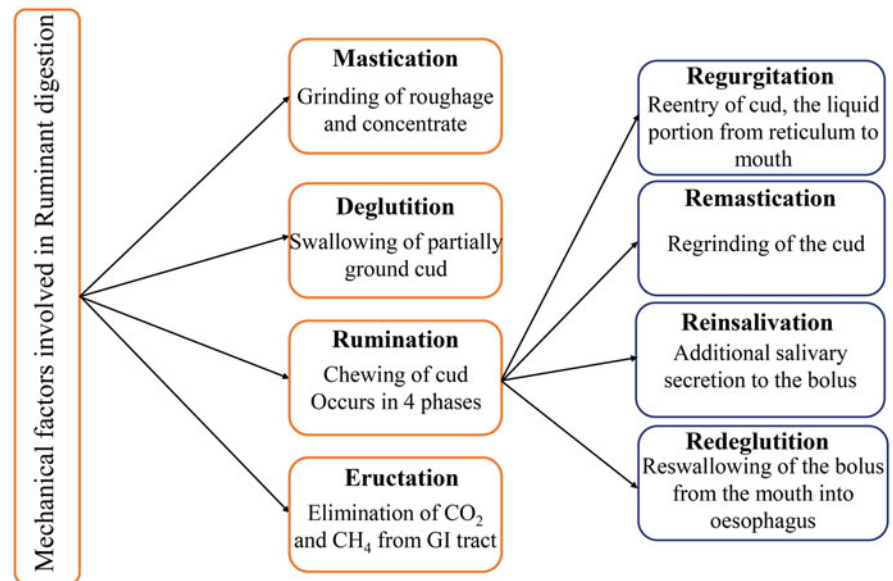 Mechanical factors involved in Ruminant digestion
Mastication
Grinding of roughage
and concentrate
Deglutition
Swallowing of partially
ground cud
Rumination
Chewing of cud
Occurs in 4 phases
Eructation
Elimination of CO₂
and CH₄ from GI tract
Regurgitation
Reentry of cud, the liquid
portion from reticulum to
mouth
Remastication
Regrinding of the cud
Reinsalivation
Additional salivary
secretion to the bolus
Redeglutition
Reswallowing of the bolus
from the mouth into
oesophagus